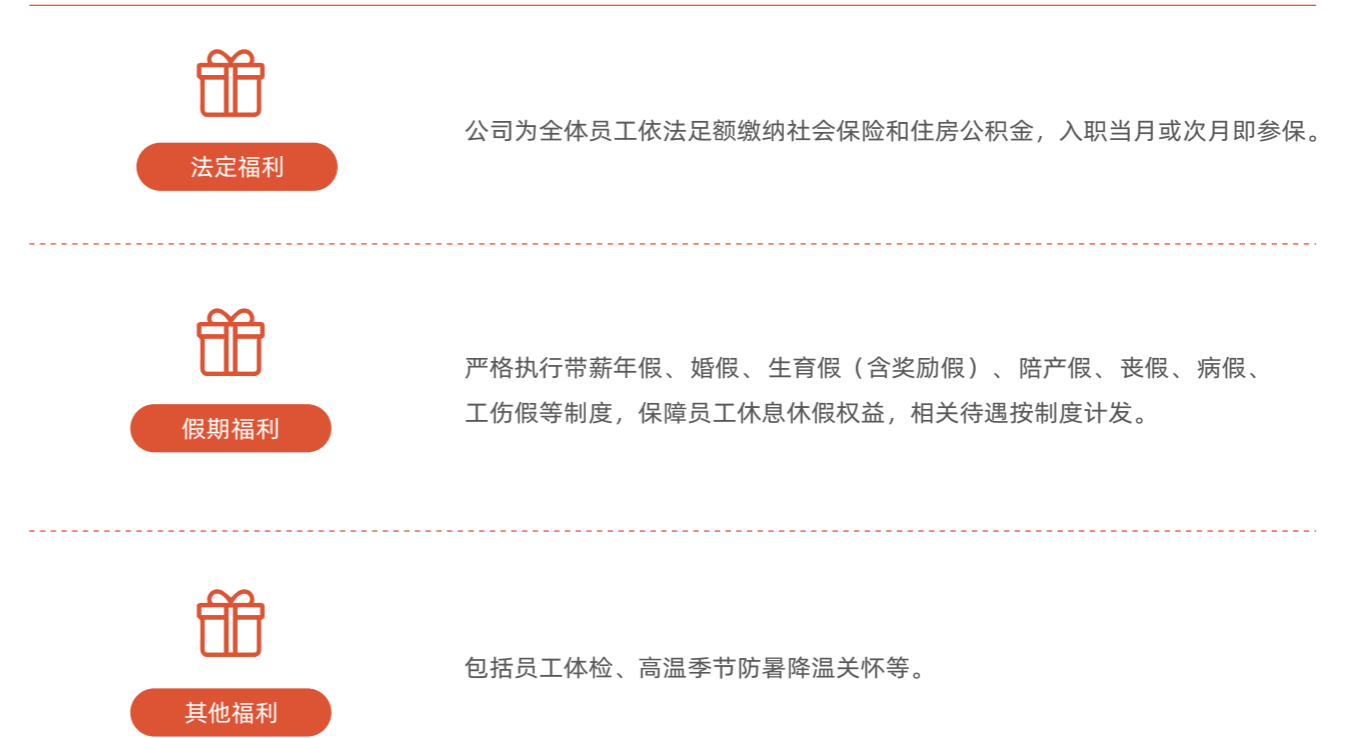 法定福利
公司为全体员工依法足额缴纳社会保险和住房公积金，入职当月或次月即参保。
假期福利
严格执行带薪年假、婚假、生育假（含奖励假）、陪产假、丧假、病假、
工伤假等制度，保障员工休息休假权益，相关待遇按制度计发。
其他福利
包括员工体检、高温季节防暑降温关怀等。